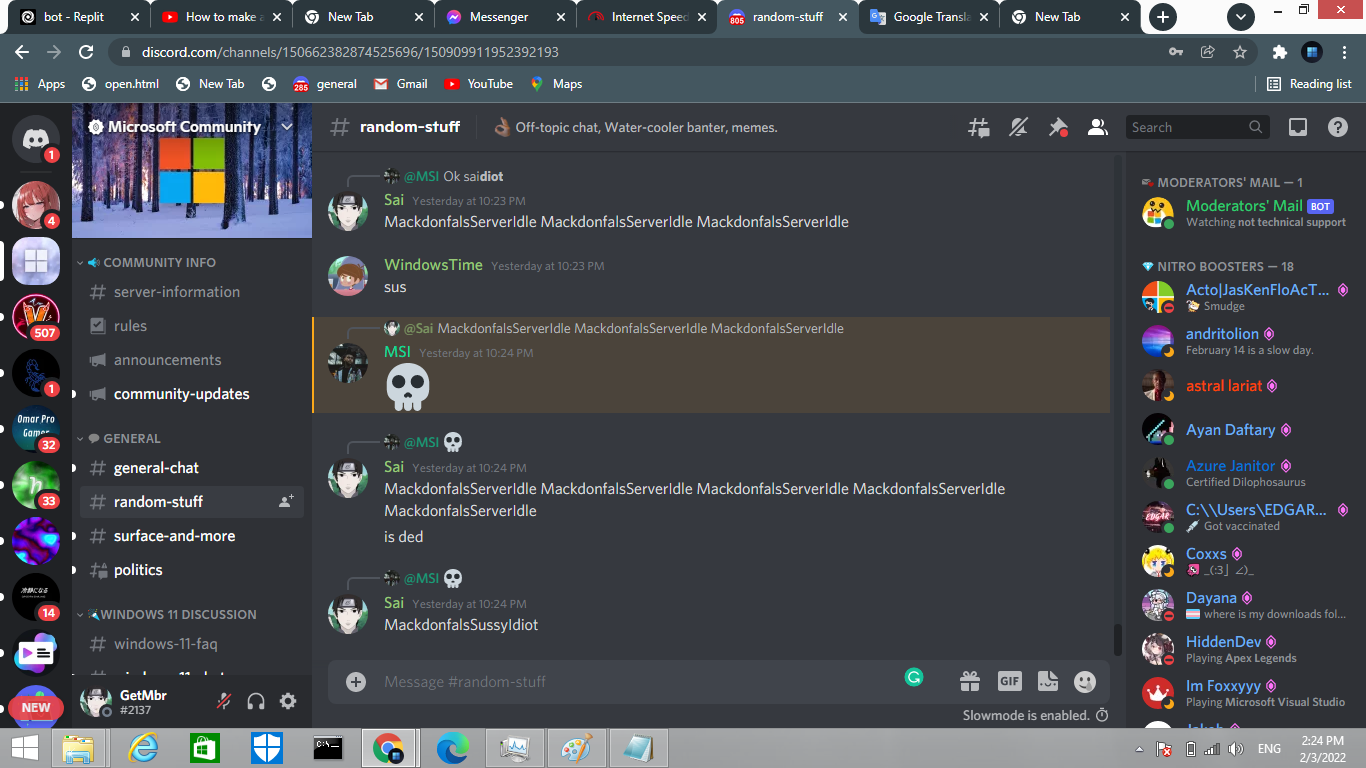 bot - Replit
How to make a
New Tab
Messenger
Internet Speed
805
random-stuff
Google Transla
New Tab
discord.com/channels/150662382874525696/150909911952392193
Apps
open.html
New Tab
285
general
Gmail
YouTube
Maps
Reading list
Microsoft Community
random-stuff
Off-topic chat, Water-cooler banter, memes.
Search
1
4
507
1
Omar Pro
Gamer
32
33
14
NEW
COMMUNITY INFO
server-information
rules
announcements
community-updates
GENERAL
general-chat
random-stuff
surface-and-more
politics
WINDOWS 11 DISCUSSION
windows-11-faq
GetMbr
#2137
@MSI Ok saidiot
Sai Yesterday at 10:23 PM
MackdonfalsServerIdle MackdonfalsServerIdle MackdonfalsServerIdle
WindowsTime Yesterday at 10:23 PM
sus
@Sai MackdonfalsServerIdle MackdonfalsServerIdle MackdonfalsServerIdle
MSI Yesterday at 10:24 PM
@MSI
Sai Yesterday at 10:24 PM
MackdonfalsServerIdle MackdonfalsServerIdle MackdonfalsServerIdle MackdonfalsServerIdle
MackdonfalsServerIdle
is ded
@MSI
Sai Yesterday at 10:24 PM
MackdonfalsSussyIdiot
Message #random-stuff
GIF
Slowmode is enabled.
MODERATORS' MAIL — 1
Moderators' Mail BOT
Watching not technical support
NITRO BOOSTERS — 18
Acto|JasKenFloAcT...
Smudge
andritolion
February 14 is a slow day.
astral lariat
Ayan Daftary
Azure Janitor
Certified Dilophosaurus
EDGAR
C:\\Users\EDGAR...
Got vaccinated
Coxxs
_(:3」∠)_
Dayana
where is my downloads fol...
HiddenDev
Playing Apex Legends
Im Foxxyyy
Playing Microsoft Visual Studio
ENG
2:24 PM
2/3/2022